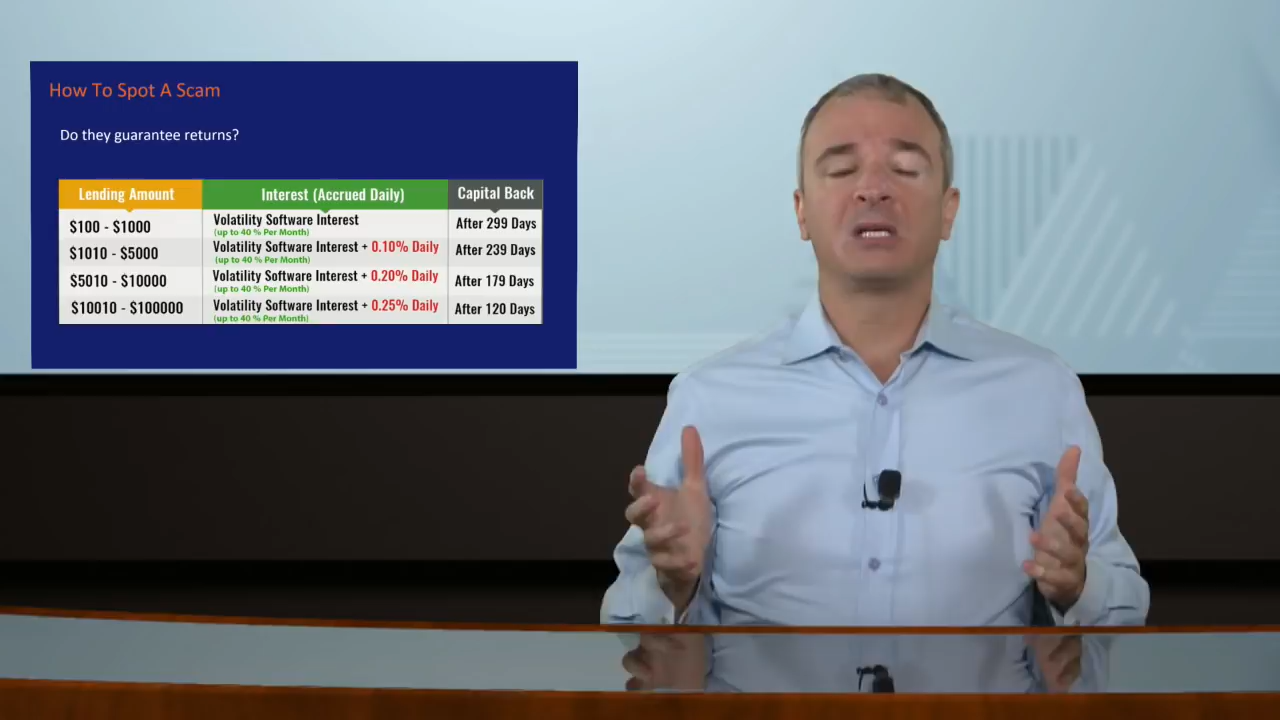 How To Spot A Scam
Do they guarantee returns?
Lending Amount Interest (Accrued Daily) Capital Back
$100 - $1000 Volatility Software Interest After 299 Days
(up to 40 % Per Month)
$1010 - $5000 Volatility Software Interest + 0.10% Daily After 239 Days
(up to 40 % Per Month)
$5010 - $10000 Volatility Software Interest + 0.20% Daily After 179 Days
(up to 40 % Per Month)
$10010 - $100000 Volatility Software Interest + 0.25% Daily After 120 Days
(up to 40 % Per Month)